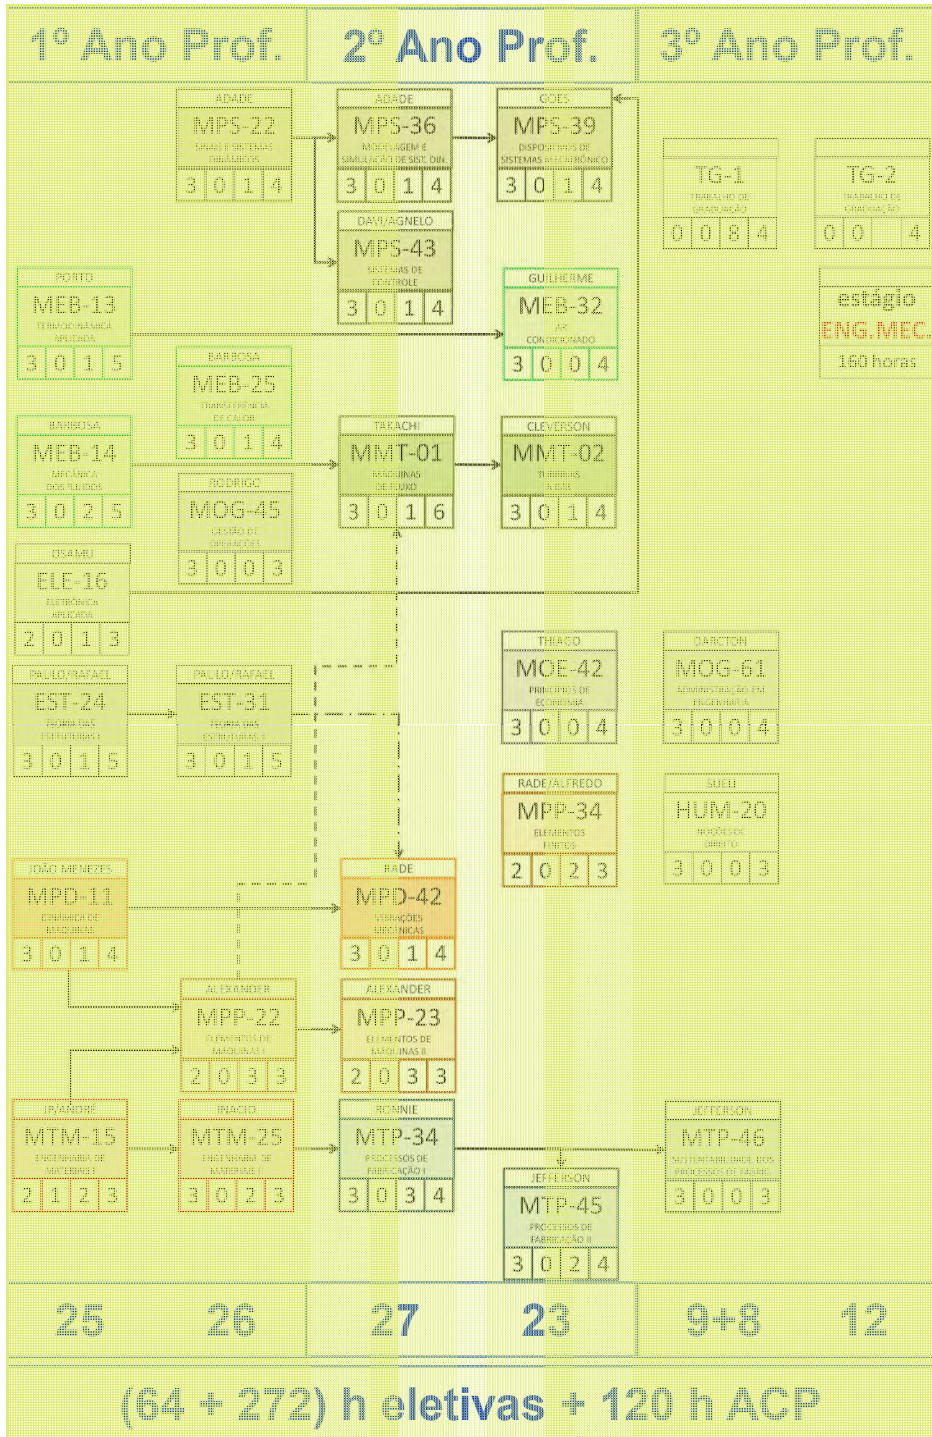 1º Ano Prof.
2º Ano Prof.
3º Ano Prof.
ADADE
MPS-22
SINAIS E SISTEMAS
DINÂMICOS
3 0 1 4
ADADE
MPS-36
MODELAGEM E
SIMULAÇÃO DE SIST. DIN.
3 0 1 4
GOES
MPS-39
DISPOSITIVOS DE
SISTEMAS MECATRÔNICO
3 0 1 4
TG-1
TRABALHO DE
GRADUAÇÃO
0 0 8 4
TG-2
TRABALHO DE
GRADUAÇÃO
0 0 4
DAVI/AGNELO
MPS-43
SISTEMAS DE
CONTROLE
3 0 1 4
PORTO
MEB-13
TERMODINÂMICA
APLICADA
3 0 1 5
GUILHERME
MEB-32
AR
CONDICIONADO
3 0 0 4
estágio
ENG.MEC.
160 horas
BARBOSA
MEB-25
TRANSFERÊNCIA
DE CALOR
3 0 1 4
BARBOSA
MEB-14
MECÂNICA
DOS FLUIDOS
3 0 2 5
TAKACHI
MMT-01
MÁQUINAS
DE FLUXO
3 0 1 6
CLEVERSON
MMT-02
TURBINAS
A GÁS
3 0 1 4
RODRIGO
MOG-45
GESTÃO DE
OPERAÇÕES
3 0 0 3
OSAMU
ELE-16
ELETRÔNICA
APLICADA
2 0 1 3
THIAGO
MOE-42
PRINCÍPIOS DE
ECONOMIA
3 0 0 4
DARCTON
MOG-61
ADMINISTRAÇÃO EM
ENGENHARIA
3 0 0 4
PAULO/RAFAEL
EST-24
TEORIA DAS
ESTRUTURAS I
3 0 1 5
PAULO/RAFAEL
EST-31
TEORIA DAS
ESTRUTURAS
3 0 1 5
RADE/ALFREDO
MPP-34
ELEMENTOS
FINITOS
2 0 2 3
SUELI
HUM-20
NOÇÕES DE
DIREITO
3 0 0 3
JOÃO MENEZES
MPD-11
DINÂMICA DE
MÁQUINAS
3 0 1 4
RADE
MPD-42
VIBRAÇÕES
MECÂNICAS
3 0 1 4
ALEXANDER
MPP-22
ELEMENTOS DE
MÁQUINAS I
2 0 3 3
ALEXANDER
MPP-23
ELEMENTOS DE
MÁQUINAS II
2 0 3 3
JP/ANDRÉ
MTM-15
ENGENHARIA DE
MATERIAIS I
2 1 2 3
INACIO
MTM-25
ENGENHARIA DE
MATERIAIS
3 0 2 3
RONNIE
MTP-34
PROCESSOS DE
FABRICAÇÃO I
3 0 3 4
JEFFERSON
MTP-46
SUSTENTABILIDADE DOS
PROCESSOS DE FABRIC.
3 0 0 3
JEFFERSON
MTP-45
PROCESSOS DE
FABRICAÇÃO II
3 0 2 4
25 26 27 23 9+8 12
(64 + 272) h eletivas + 120 h ACP